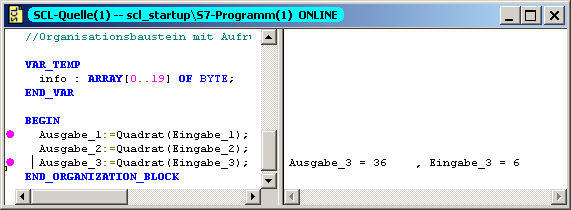 SCL-Quelle(1) -- scl_startup\S7-Programm(1) ONLINE
//Organisationsbaustein mit Aufru
VAR_TEMP
info : ARRAY[0..19] OF BYTE;
END_VAR
BEGIN
Ausgabe_1:=Quadrat(Eingabe_1);
Ausgabe_2:=Quadrat(Eingabe_2);
Ausgabe_3:=Quadrat(Eingabe_3); Ausgabe_3 = 36 , Eingabe_3 = 6
END_ORGANIZATION_BLOCK